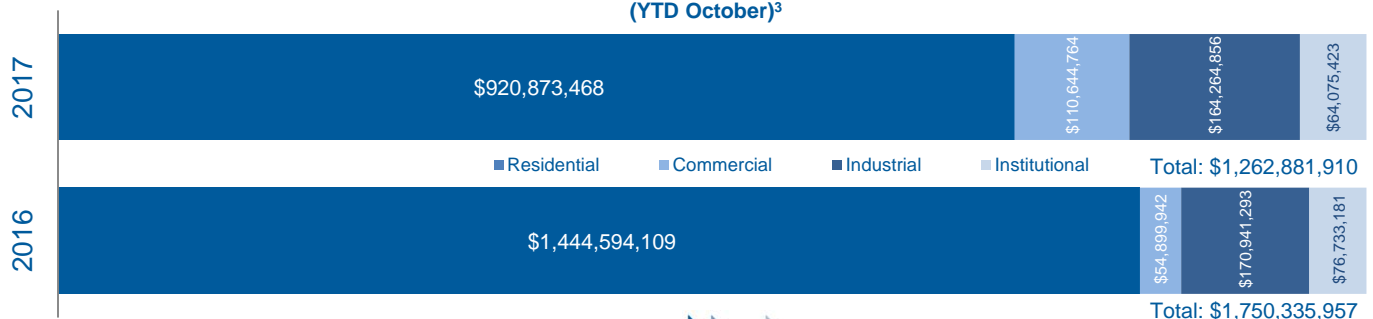 (YTD October)³
2017
$920,873,468
$110,644,764
$164,264,856
$64,075,423
Residential
Commercial
Industrial
Institutional
Total: $1,262,881,910
2016
$1,444,594,109
$54,899,942
$170,941,293
$76,733,181
Total: $1,750,335,957